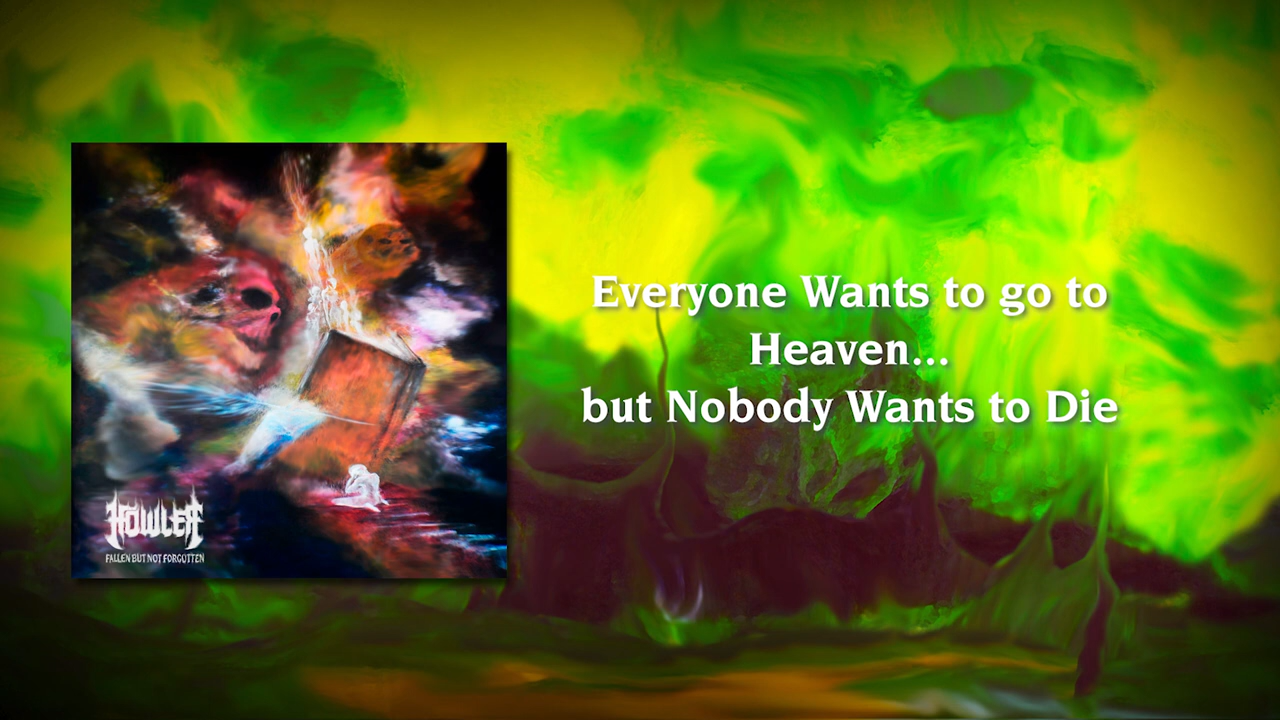 HOWLER
FALLEN BUT NOT FORGOTTEN
Everyone Wants to go to
Heaven...
but Nobody Wants to Die